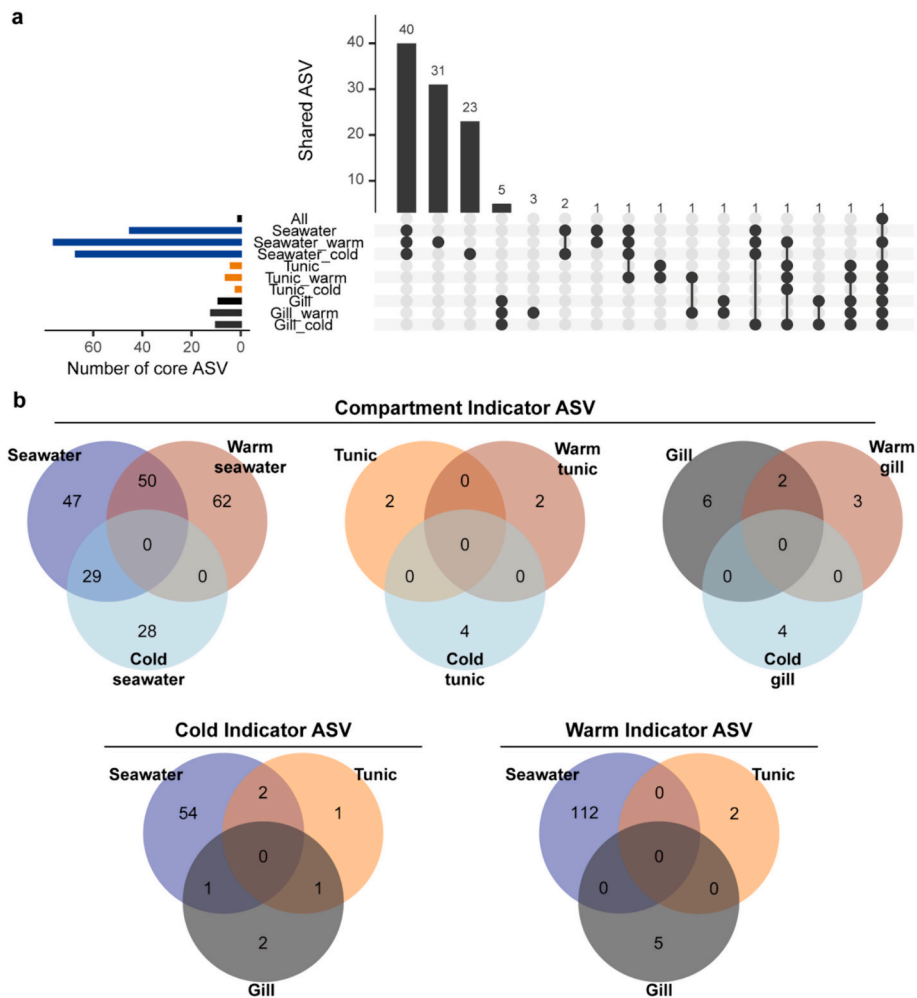 a
Shared ASV
40
30
20
10
40
31
23
5
3
2
1
1
1
1
1
1
1
1
1
1
All
Seawater
Seawater_warm
Seawater_cold
Tunic
Tunic_warm
Tunic_cold
Gill
Gill_warm
Gill_cold
60 40 20 0
Number of core ASV
b
Compartment Indicator ASV
Seawater
Warm
seawater
47
50
62
0
29
0
28
Cold
seawater
Tunic
Warm
tunic
2
0
2
0
0
0
4
Cold
tunic
Gill
Warm
gill
6
2
3
0
0
0
4
Cold
gill
Cold Indicator ASV
Seawater
Tunic
54
2
1
0
1
1
2
Gill
Warm Indicator ASV
Seawater
Tunic
112
0
2
0
0
0
5
Gill